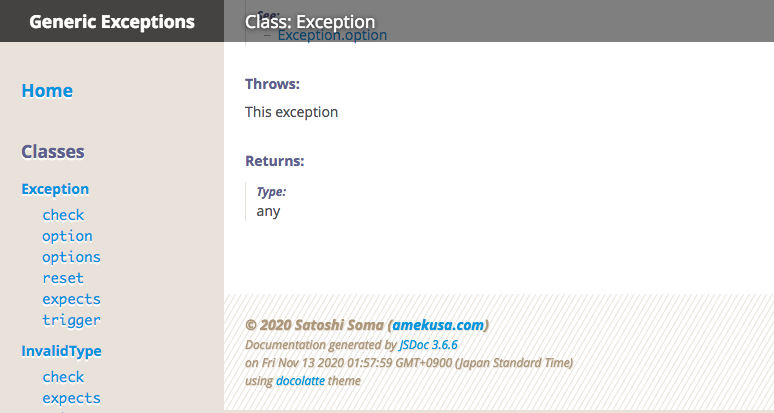 Generic Exceptions
Class: Exception
See:
– Exception.option
Home
Classes
Exception
check
option
options
reset
expects
trigger
InvalidType
check
expects
Throws:
This exception
Returns:
Type:
any
© 2020 Satoshi Soma (amekusa.com)
Documentation generated by JSDoc 3.6.6
on Fri Nov 13 2020 01:57:59 GMT+0900 (Japan Standard Time)
using docolatte theme